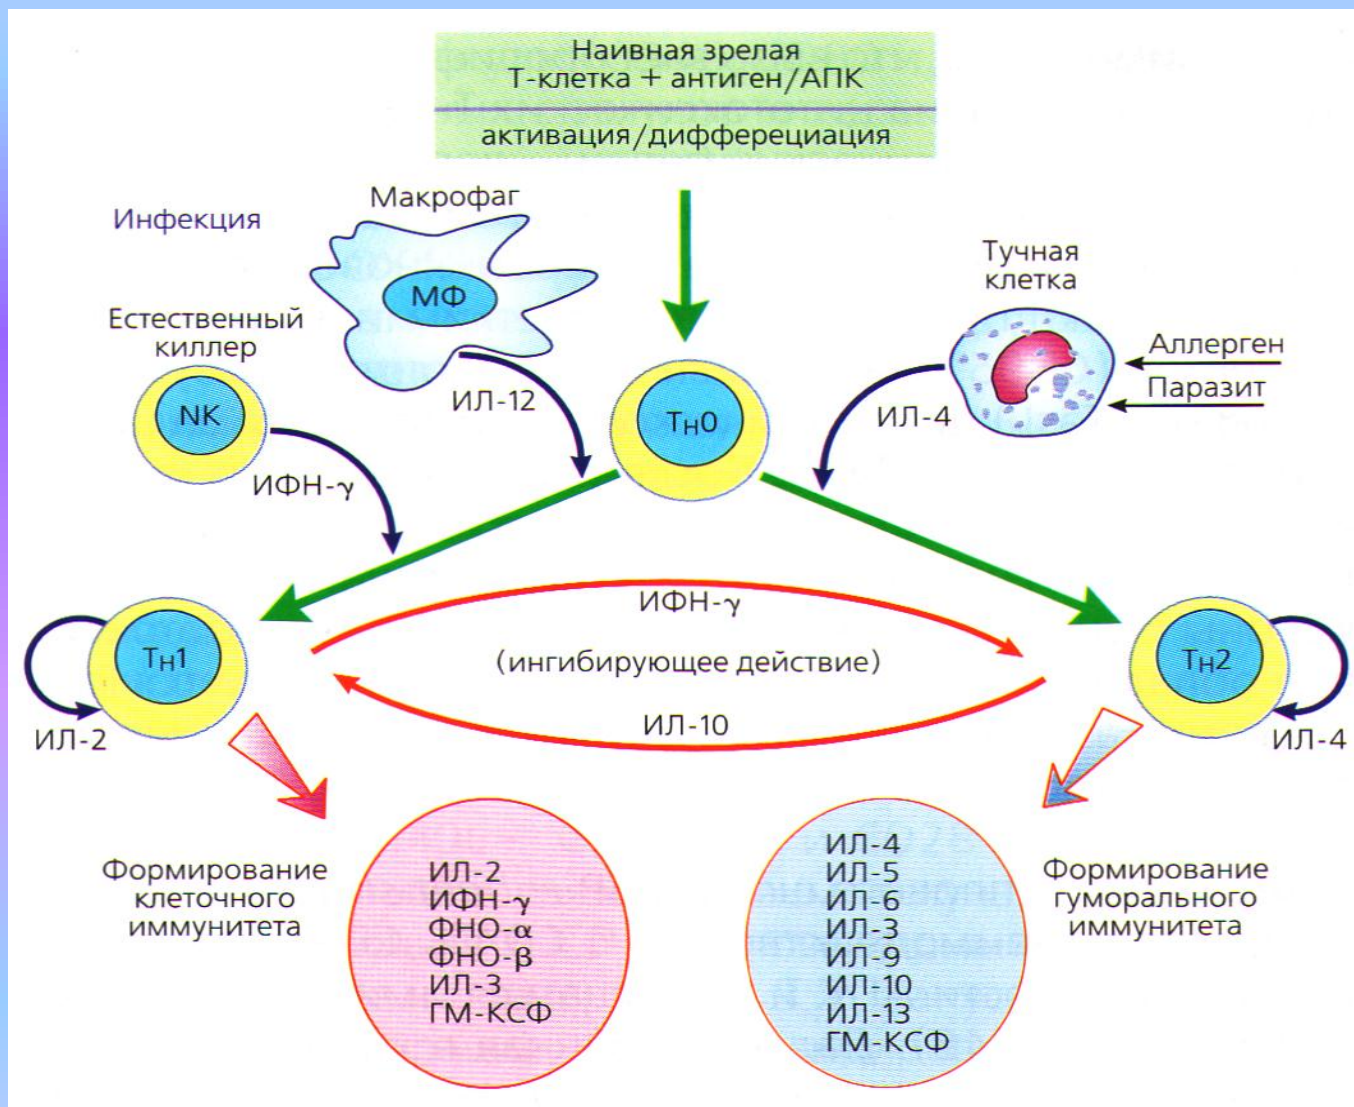 Наивная зрелая
Т-клетка + антиген/АПК
активация/дифферециация
Инфекция
Макрофаг
МФ
Естественный
киллер
NK
ИЛ-12
ИФН-γ
Тн0
Тучная
клетка
Аллерген
Паразит
ИЛ-4
ИФН-γ
(ингибирующее действие)
ИЛ-10
Тн1
ИЛ-2
Тн2
ИЛ-4
Формирование
клеточного
иммунитета
ИЛ-2
ИФН-γ
ФНО-α
ФНО-β
ИЛ-3
ГМ-КСФ
ИЛ-4
ИЛ-5
ИЛ-6
ИЛ-3
ИЛ-9
ИЛ-10
ИЛ-13
ГМ-КСФ
Формирование
гуморального
иммунитета